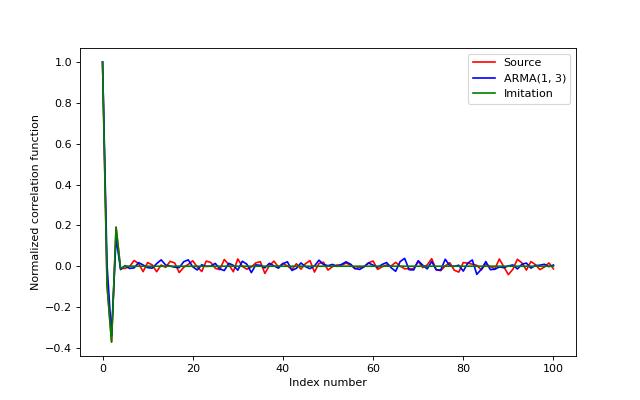 1.0
0.8
0.6
0.4
0.2
0.0
−0.2
−0.4
Normalized correlation function
Source
ARMA(1, 3)
Imitation
0
20
40
60
80
100
Index number